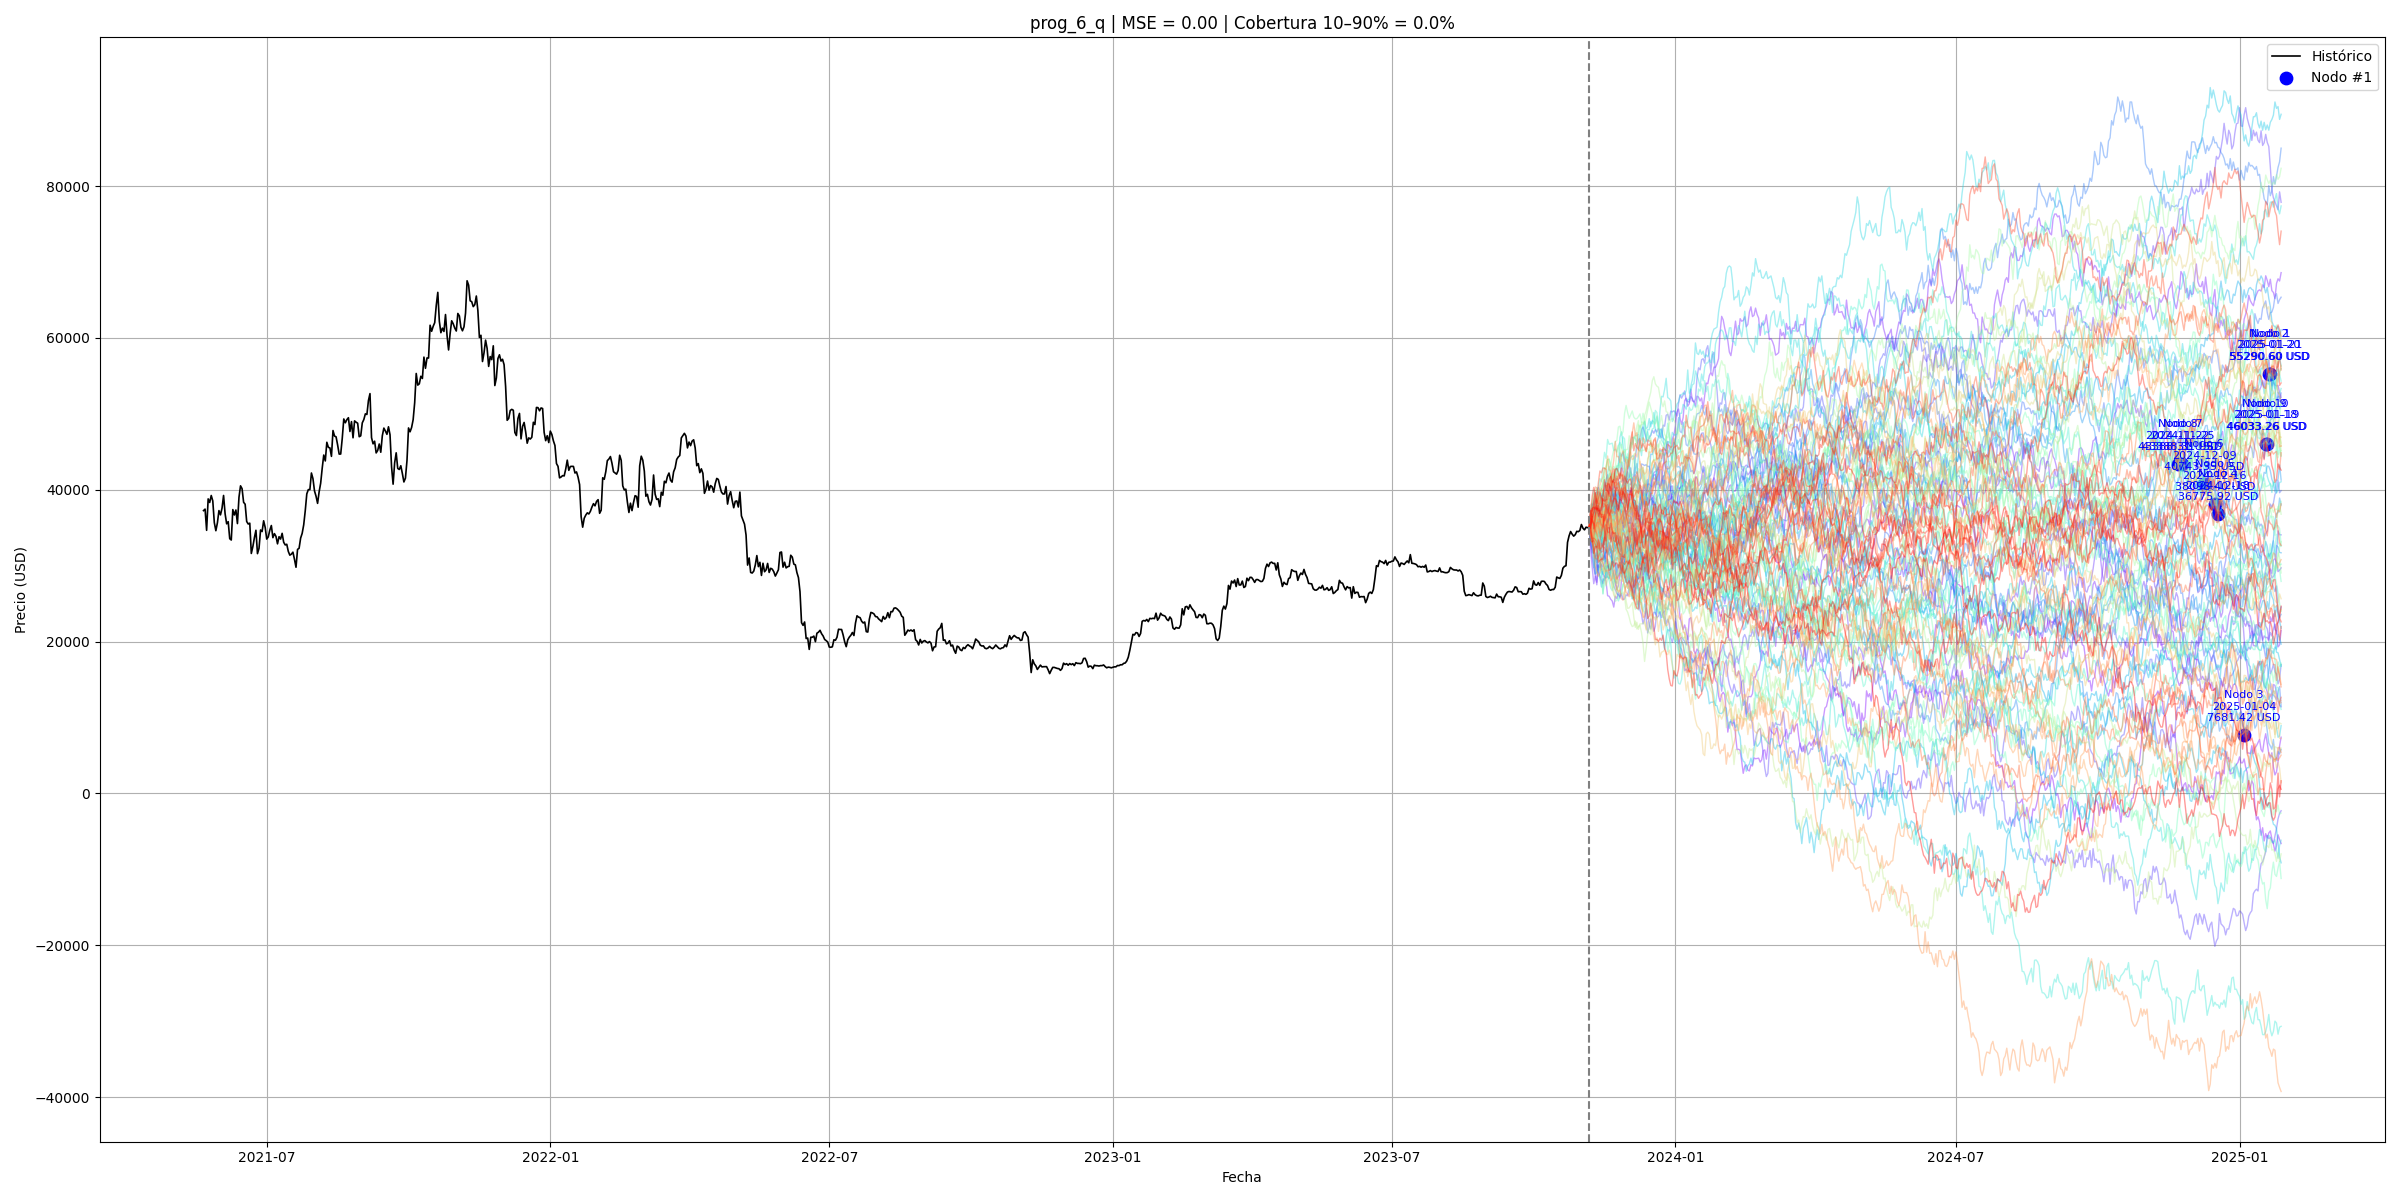 prog_6_q | MSE = 0.00 | Cobertura 10–90% = 0.0%
Histórico
Nodo #1
Precio (USD)
80000
60000
40000
20000
0
−20000
−40000
55290.60 USD
46033.26 USD
2024-12-09
36775.92 USD
Nodo 3
2025-01-04
7681.42 USD
2021-07
2022-01
2022-07
2023-01
2023-07
2024-01
2024-07
2025-01
Fecha